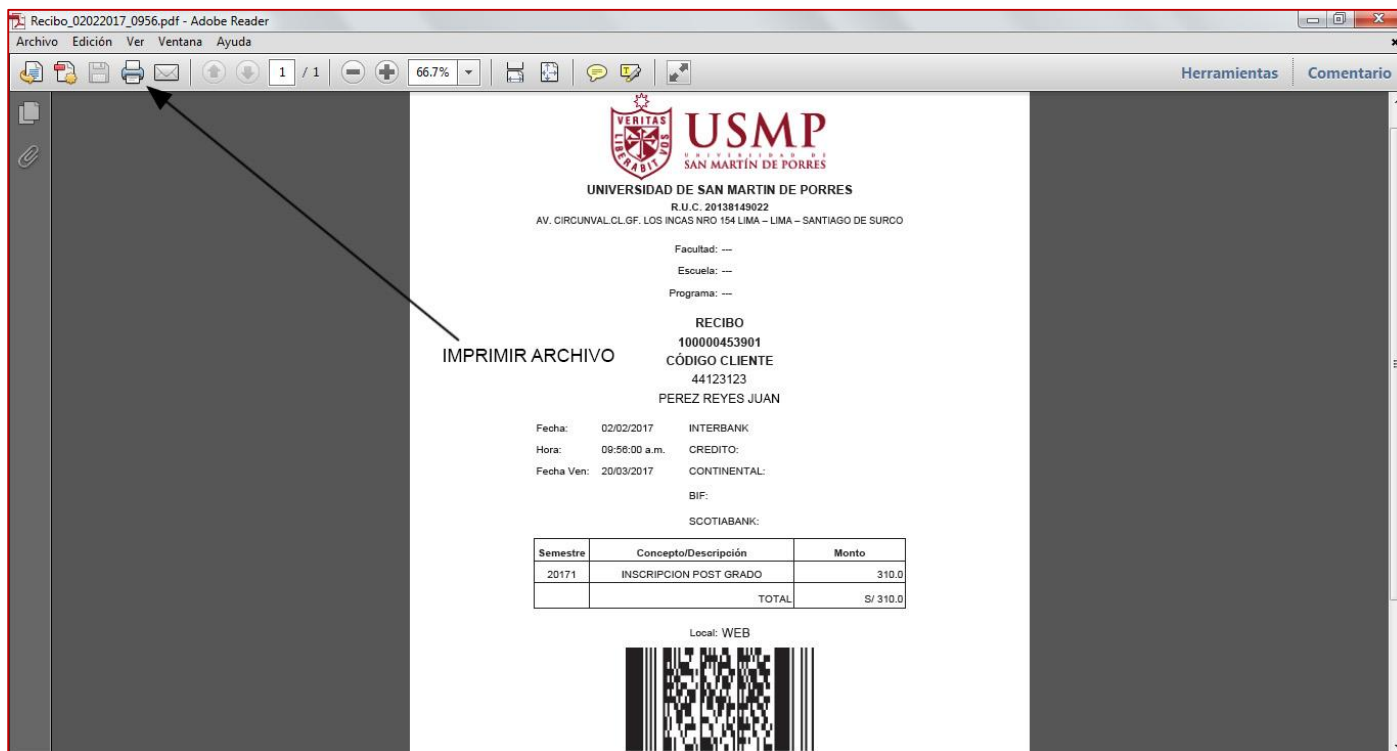 Recibo_02022017_0956.pdf - Adobe Reader
Archivo Edición Ver Ventana Ayuda
1 / 1 66.7% Herramientas Comentario
VERITAS
LIBERABIT VOS
USMP
UNIVERSIDAD DE
SAN MARTÍN DE PORRES
UNIVERSIDAD DE SAN MARTIN DE PORRES
R.U.C. 20138149022
AV. CIRCUNVAL.CL.GF. LOS INCAS NRO 154 LIMA – LIMA – SANTIAGO DE SURCO
Facultad: ---
Escuela: ---
Programa: ---
RECIBO
100000453901
IMPRIMIR ARCHIVO
CÓDIGO CLIENTE
44123123
PEREZ REYES JUAN
Fecha: 02/02/2017 INTERBANK
Hora: 09:56:00 a.m. CREDITO:
Fecha Ven: 20/03/2017 CONTINENTAL:
BIF:
SCOTIABANK:
Semestre Concepto/Descripción Monto
20171 INSCRIPCION POST GRADO 310.0
TOTAL S/ 310.0
Local: WEB